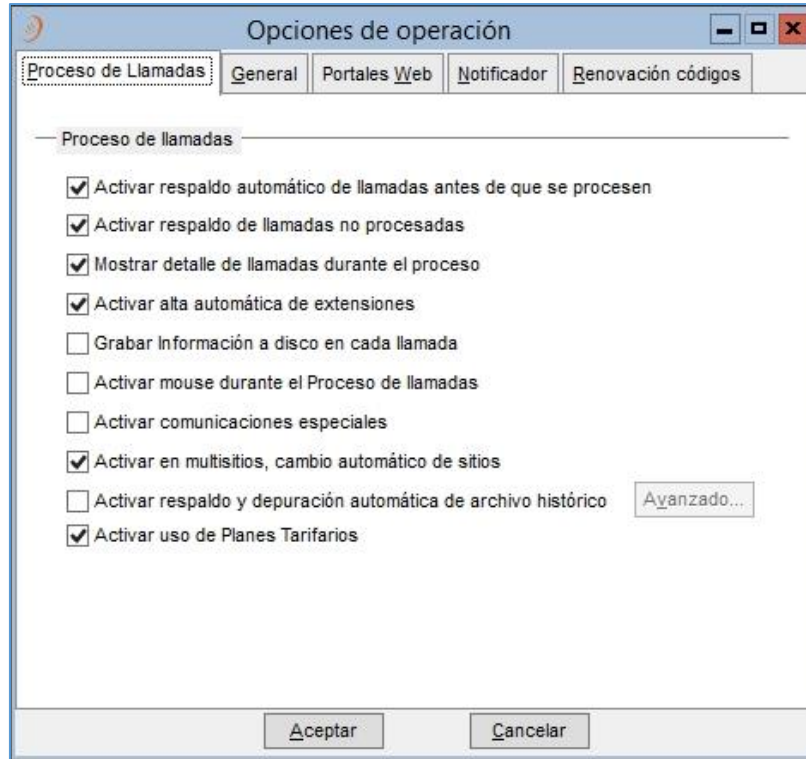 Opciones de operación
Proceso de Llamadas General Portales Web Notificador Renovación códigos
Proceso de llamadas
Activar respaldo automático de llamadas antes de que se procesen
Activar respaldo de llamadas no procesadas
Mostrar detalle de llamadas durante el proceso
Activar alta automática de extensiones
Grabar Información a disco en cada llamada
Activar mouse durante el Proceso de llamadas
Activar comunicaciones especiales
Activar en multisitios, cambio automático de sitios
Activar respaldo y depuración automática de archivo histórico Avanzado...
Activar uso de Planes Tarifarios
Aceptar Cancelar